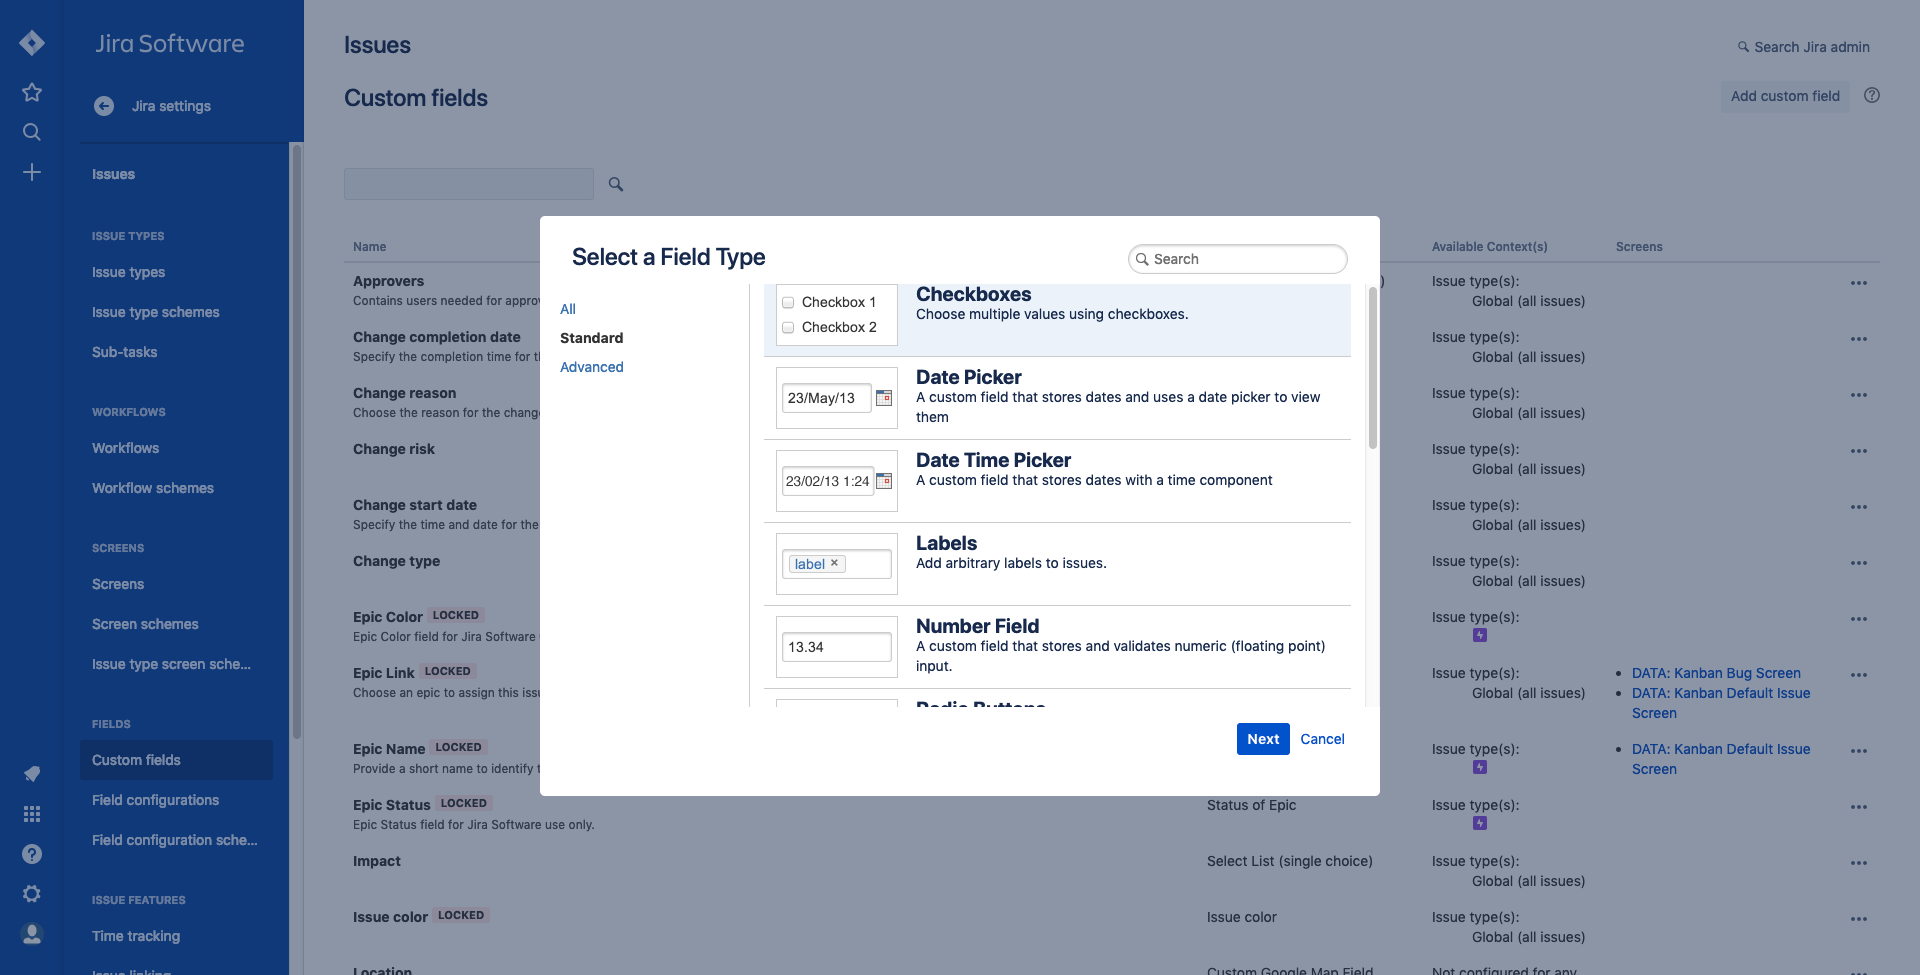 Jira Software
Jira settings
Issues
ISSUE TYPES
Issue types
Issue type schemes
Sub-tasks
WORKFLOWS
Workflows
Workflow schemes
SCREENS
Screens
Screen schemes
Issue type screen sche...
FIELDS
Custom fields
Field configurations
Field configuration sche...
ISSUE FEATURES
Time tracking
Issue linking
Issues
Search Jira admin
Custom fields
Add custom field
Name
Available Context(s)
Screens
Approvers
Contains users needed for
Issue type(s):
Global (all issues)
Change completion date
Specify the completion time for
Issue type(s):
Global (all issues)
Change reason
Choose the reason for the
Issue type(s):
Global (all issues)
Change risk
Issue type(s):
Global (all issues)
Change start date
Specify the time and date for the
Issue type(s):
Global (all issues)
Change type
Issue type(s):
Global (all issues)
Epic Color LOCKED
Epic Color field for Jira Software
Issue type(s):
Epic Link LOCKED
Choose an epic to assign this
Issue type(s):
Global (all issues)
DATA: Kanban Bug Screen
DATA: Kanban Default Issue
Screen
Epic Name LOCKED
Provide a short name to identify
Issue type(s):
DATA: Kanban Default Issue
Screen
Epic Status LOCKED
Epic Status field for Jira Software use only.
Status of Epic
Issue type(s):
Impact
Select List (single choice)
Issue type(s):
Global (all issues)
Issue color LOCKED
Issue color
Issue type(s):
Global (all issues)
Location
Custom Google Map Field
Not configured for any
Select a Field Type
Search
All
Standard
Advanced
Checkbox 1
Checkbox 2
Checkboxes
Choose multiple values using checkboxes.
23/May/13
Date Picker
A custom field that stores dates and uses a date picker to view
them
23/02/13 1:24
Date Time Picker
A custom field that stores dates with a time component
label ×
Labels
Add arbitrary labels to issues.
13.34
Number Field
A custom field that stores and validates numeric (floating point)
input.
Radio Buttons
Next
Cancel